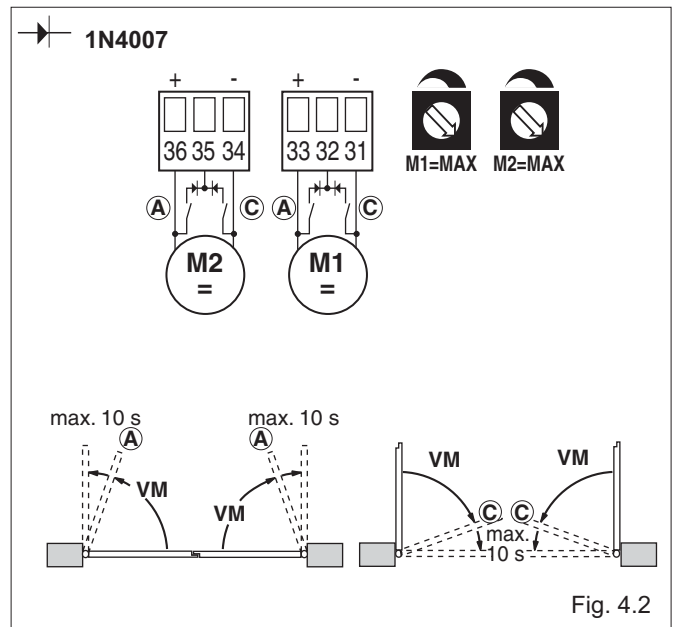 1N4007
+ - + -
36 35 34 33 32 31
M1=MAX M2=MAX
A C A C
M2
=
M1
=
max. 10 s max. 10 s
A A
VM VM
VM VM
C C
max.
10 s
Fig. 4.2